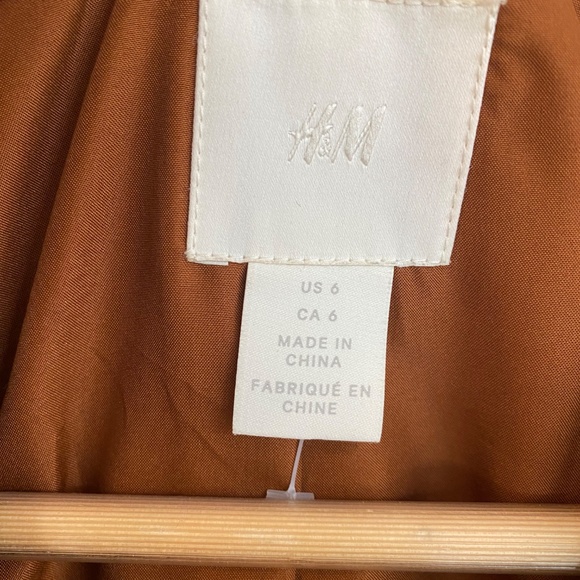 H&M
US 6
CA 6
MADE IN
CHINA
FABRIQUÉ EN
CHINE